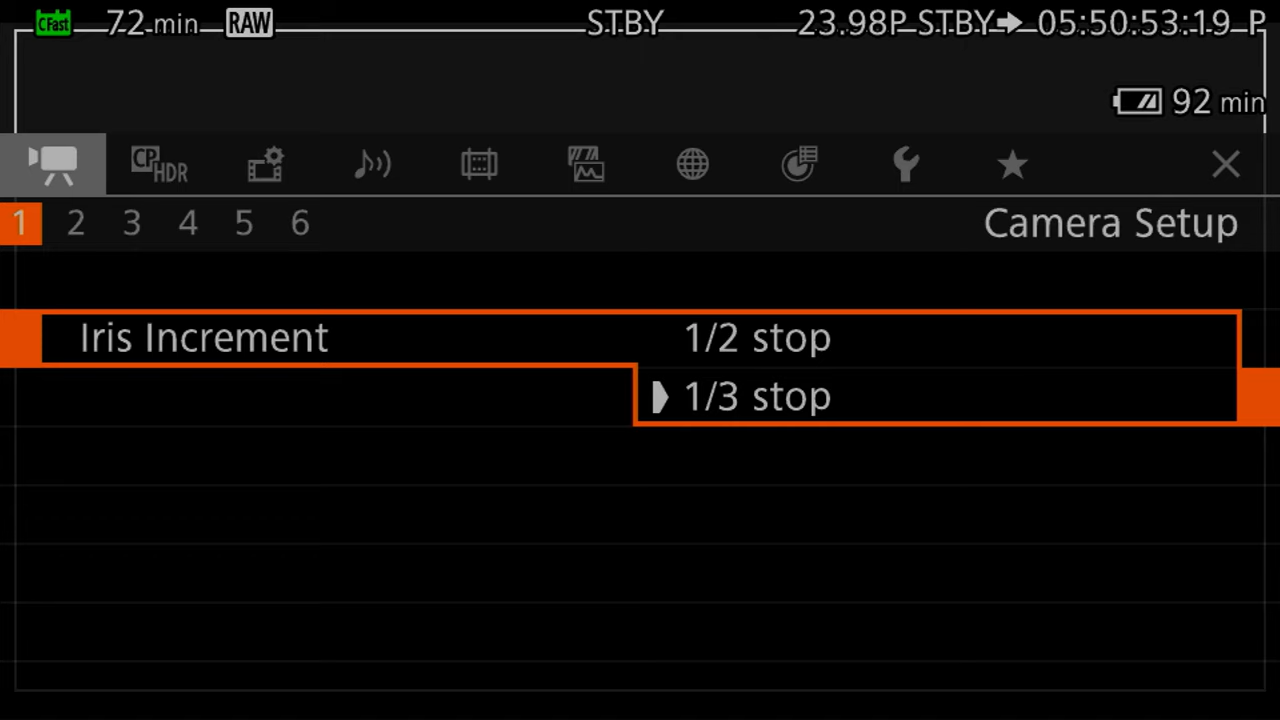 CFast 72 min RAW STBY 23.98P STBY 05:50:53:19 P
92 min
CP HDR
1 2 3 4 5 6 Camera Setup
Iris Increment 1/2 stop
1/3 stop